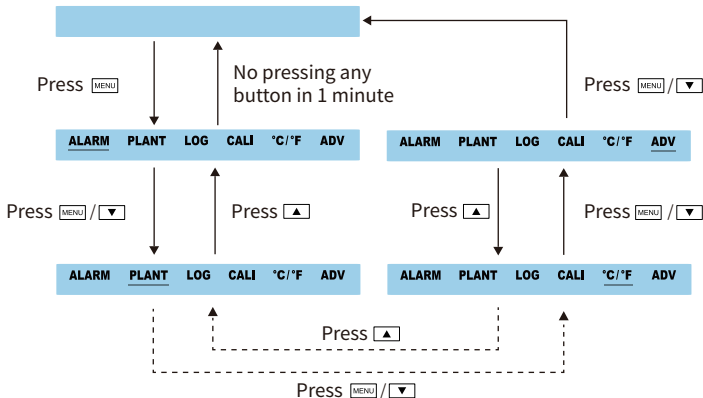 Press MENU
No pressing any
button in 1 minute
Press MENU/▼
ALARM PLANT LOG CALI °C/°F ADV
ALARM PLANT LOG CALI °C/°F ADV
Press MENU/▼
Press ▲
Press ▲
Press MENU/▼
ALARM PLANT LOG CALI °C/°F ADV
ALARM PLANT LOG CALI °C/°F ADV
Press ▲
Press MENU/▼